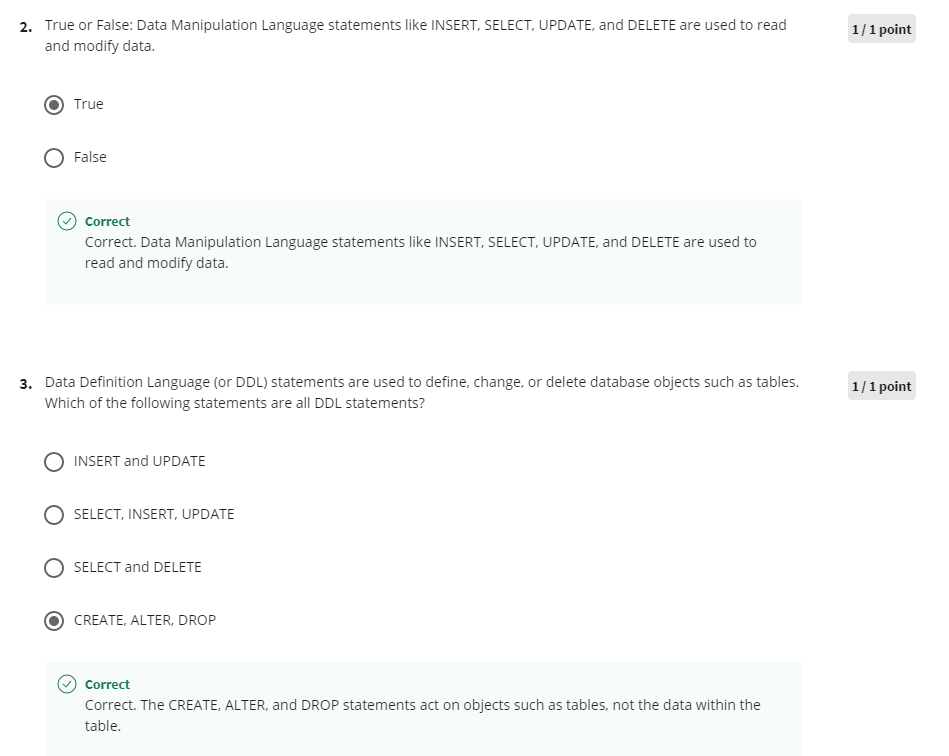 2. True or False: Data Manipulation Language statements like INSERT, SELECT, UPDATE, and DELETE are used to read
1 / 1 point
and modify data.
True
False
Correct
Correct. Data Manipulation Language statements like INSERT, SELECT, UPDATE, and DELETE are used to
read and modify data.
3. Data Definition Language (or DDL) statements are used to define, change, or delete database objects such as tables.
1 / 1 point
Which of the following statements are all DDL statements?
INSERT and UPDATE
SELECT, INSERT, UPDATE
SELECT and DELETE
CREATE, ALTER, DROP
Correct
Correct. The CREATE, ALTER, and DROP statements act on objects such as tables, not the data within the
table.